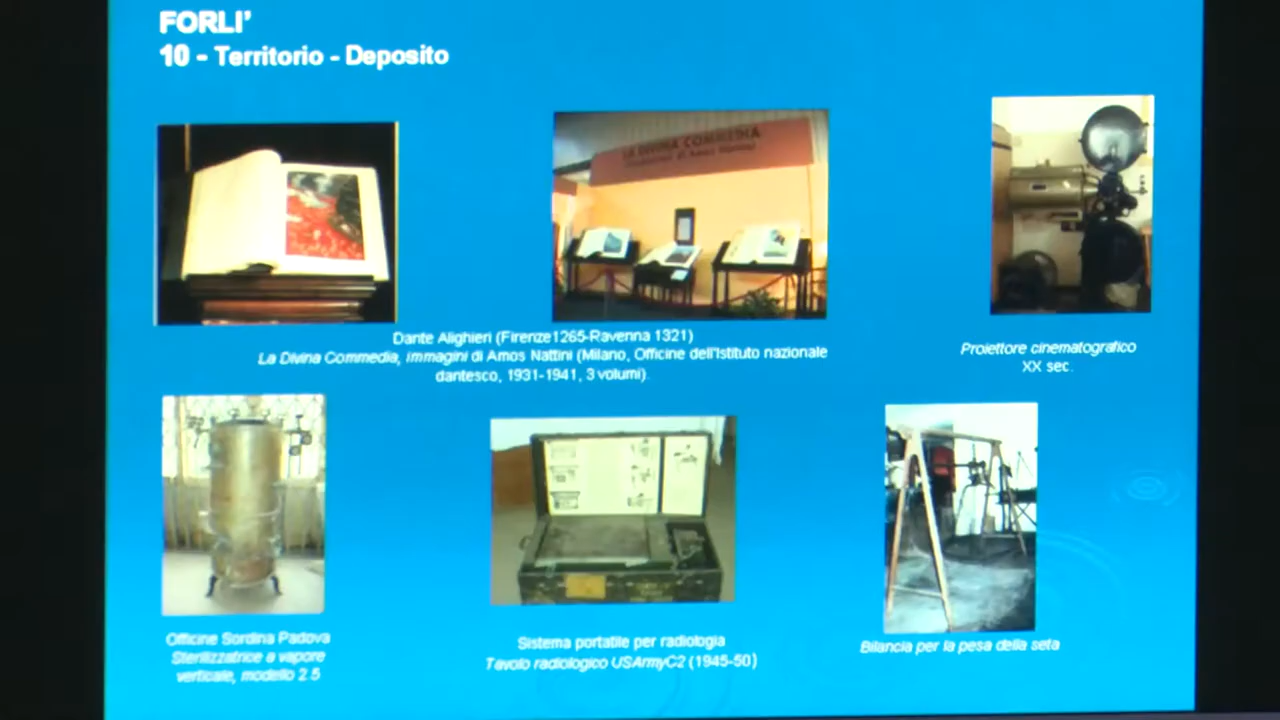 FORLI'
10 - Territorio - Deposito
LA DIVINA COMMEDIA
Dante Alighieri (Firenze1265-Ravenna 1321)
La Divina Commedia, immagini di Amos Nattini (Milano, Officine dell'Istituto nazionale
dantesco, 1931-1941, 3 volumi).
Proiettore cinematografico
XX sec.
Officine Sordina Padova
Sterilizzatrice a vapore
verticale, modello 2.5
Sistema portatile per radiologia
Tavolo radiologico USArmyC2 (1945-50)
Bilancia per la pesa della seta